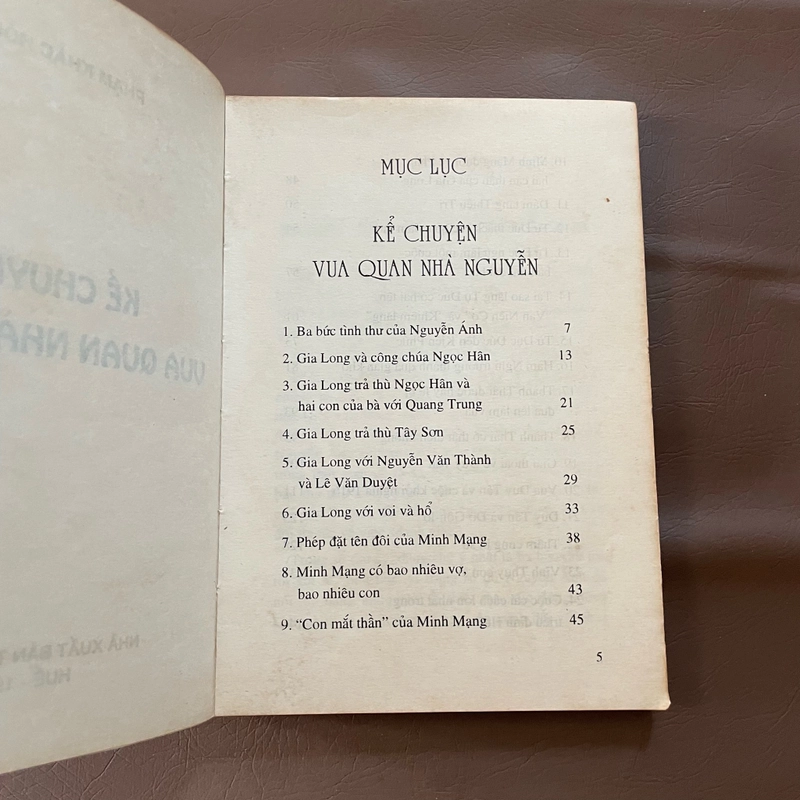 MỤC LỤC
KỂ CHUYỆN
VUA QUAN NHÀ NGUYỄN
1. Ba bức tình thư của Nguyễn Ánh 7
2. Gia Long và công chúa Ngọc Hân 13
3. Gia Long trả thù Ngọc Hân và
hai con của bà với Quang Trung 21
4. Gia Long trả thù Tây Sơn 25
5. Gia Long với Nguyễn Văn Thành
và Lê Văn Duyệt 29
6. Gia Long với voi và hổ 33
7. Phép đặt tên đôi của Minh Mạng 38
8. Minh Mạng có bao nhiêu vợ,
bao nhiêu con 43
9. “Con mắt thần” của Minh Mạng 45
5